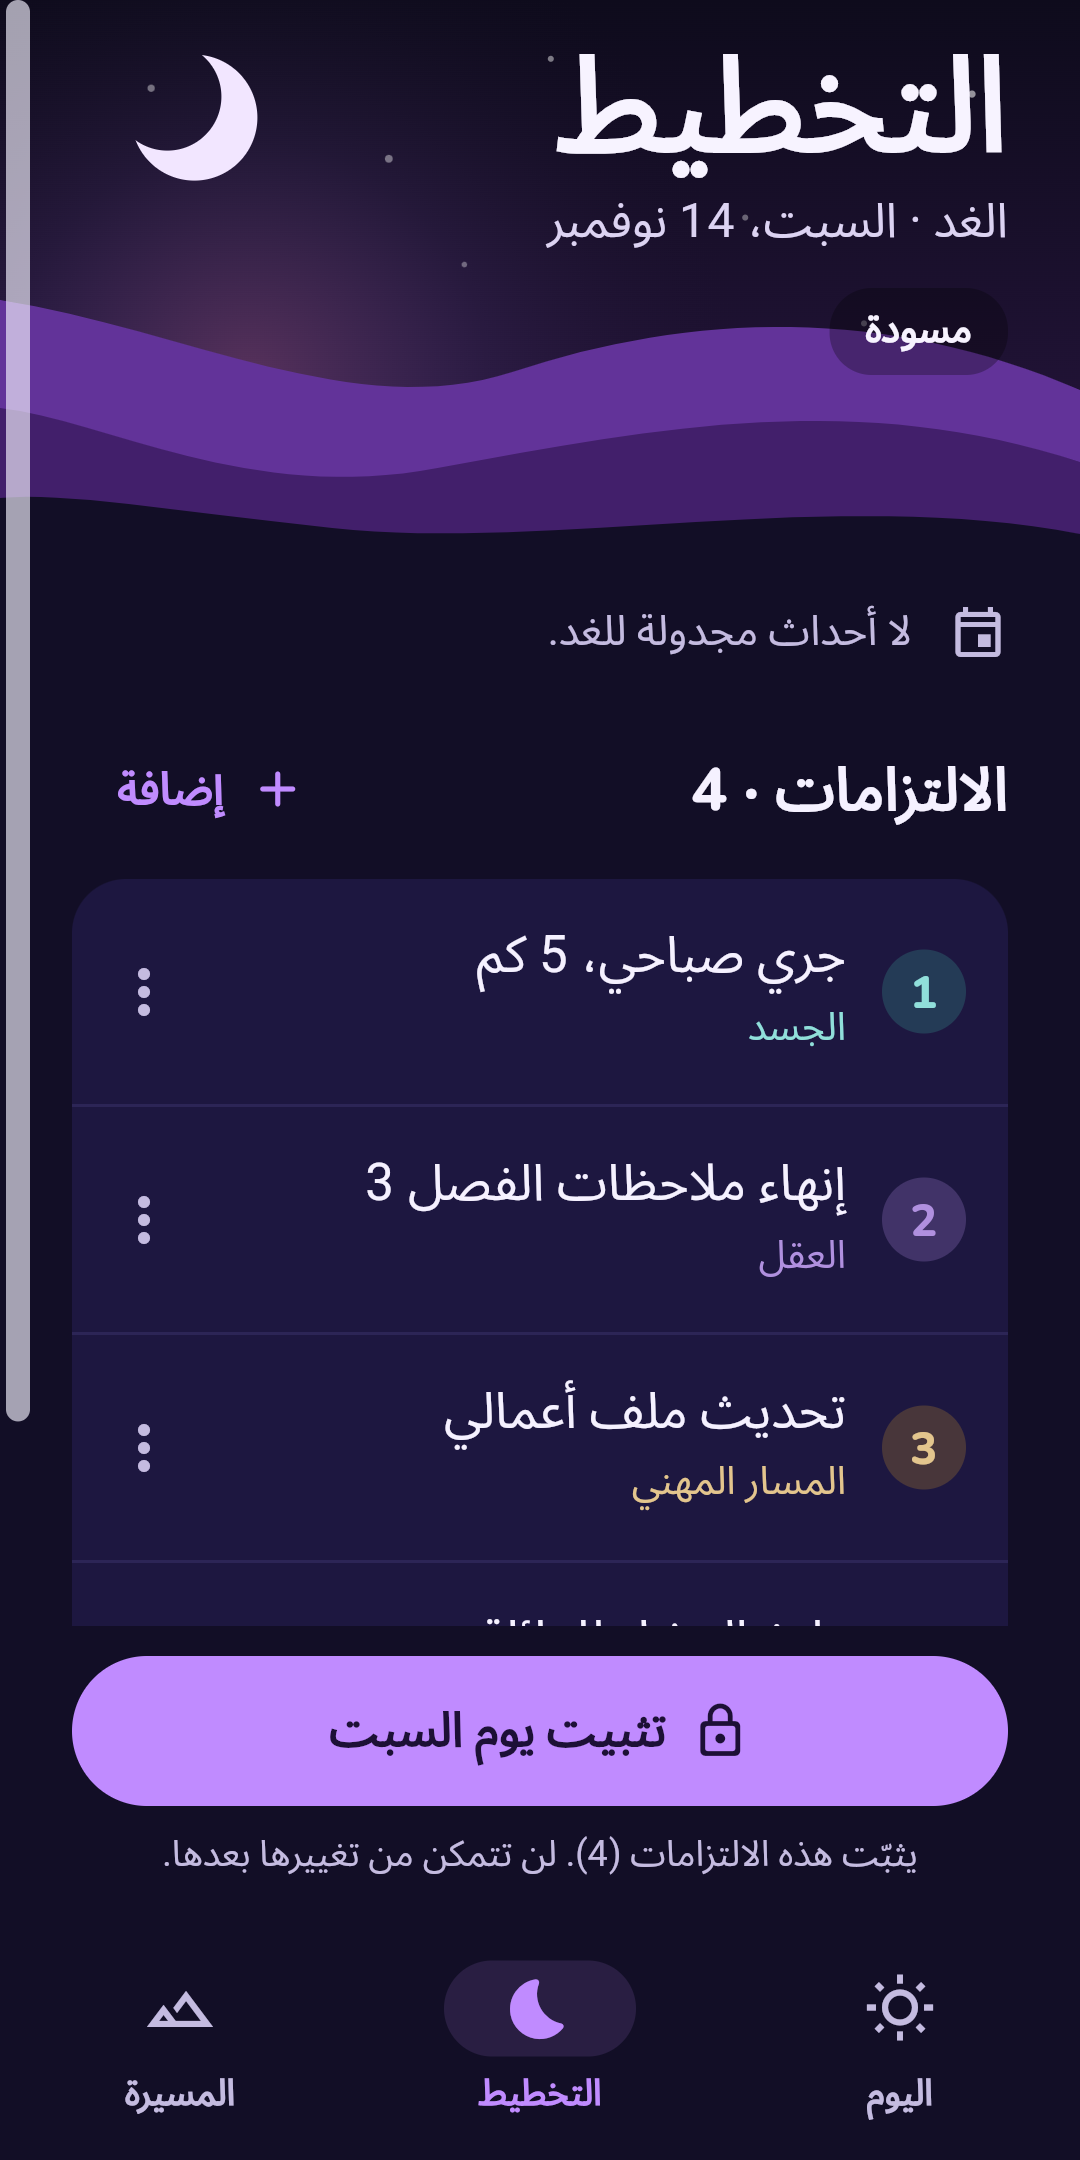 التخطيط
الغد · السبت، 14 نوفمبر
مسودة
لا أحداث مجدولة للغد.
الالتزامات · 4
إضافة
1
جري صباحي، 5 كم
الجسد
2
إنهاء ملاحظات الفصل 3
العقل
3
تحديث ملف أعمالي
المسار المهني
تثبيت يوم السبت
يثبّت هذه الالتزامات (4). لن تتمكن من تغييرها بعدها.
اليوم
التخطيط
المسيرة